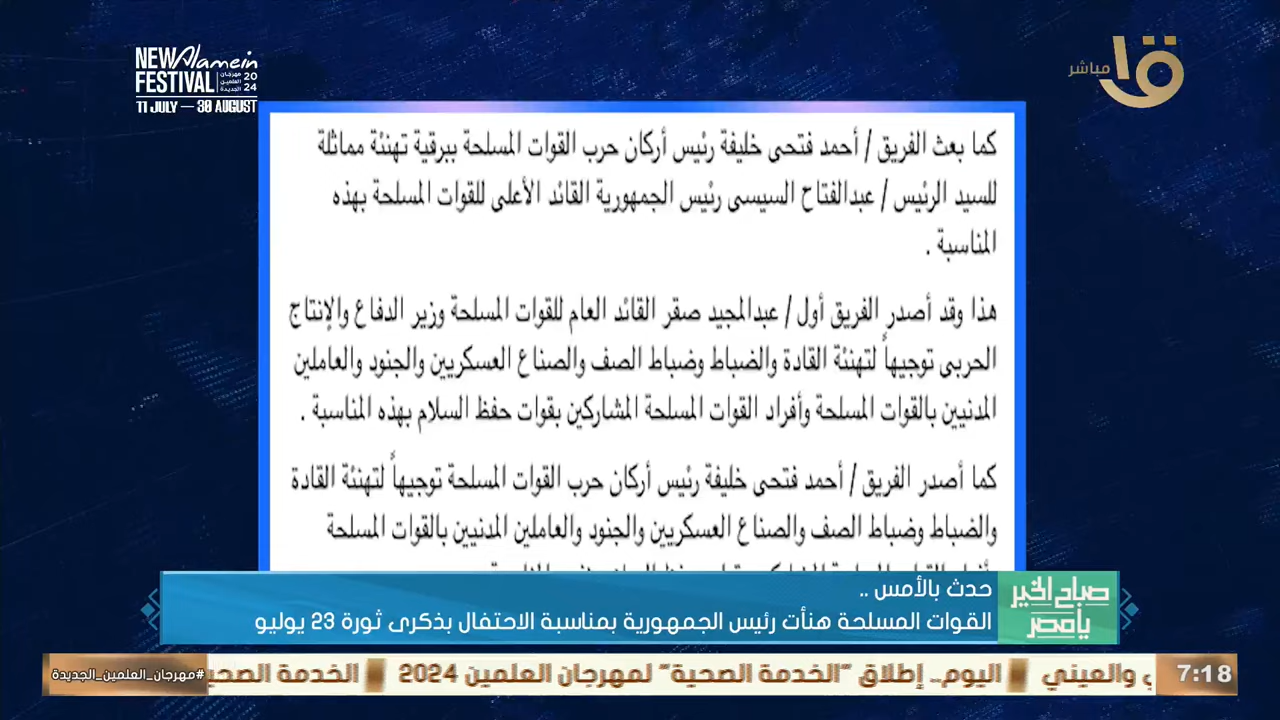 NEW Alamein
FESTIVAL
مهرجان
العلمين
الجديدة
2024
11 JULY — 30 AUGUST
مباشر
كما بعث الفريق / أحمد فتحى خليفة رئيس أركان حرب القوات المسلحة ببرقية تهنئة مماثلة
للسيد الرئيس / عبدالفتاح السيسى رئيس الجمهورية القائد الأعلى للقوات المسلحة بهذه
المناسبة .
هذا وقد أصدر الفريق أول / عبدالمجيد صقر القائد العام للقوات المسلحة وزير الدفاع والإنتاج
الحربى توجيهاً لتهنئة القادة والضباط وضباط الصف والصناع العسكريين والجنود والعاملين
المدنيين بالقوات المسلحة وأفراد القوات المسلحة المشاركين بقوات حفظ السلام بهذه المناسبة .
كما أصدر الفريق / أحمد فتحى خليفة رئيس أركان حرب القوات المسلحة توجيهاً لتهنئة القادة
والضباط وضباط الصف والصناع العسكريين والجنود والعاملين المدنيين بالقوات المسلحة
صباح الخير
يا مصر
حدث بالأمس ..
القوات المسلحة هنأت رئيس الجمهورية بمناسبة الاحتفال بذكرى ثورة 23 يوليو
7:18
والعيني
اليوم.. إطلاق "الخدمة الصحية" لمهرجان العلمين 2024
الخدمة
#مهرجان_العلمين_الجديدة